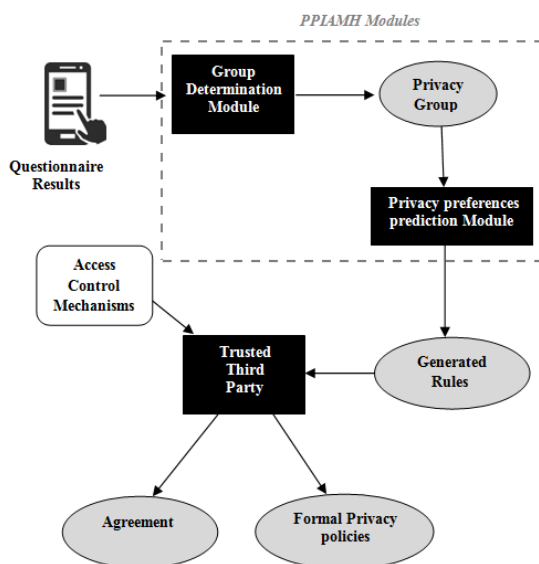 PPIAMH Modules
Group
Determination
Module
Privacy
Group
Questionnaire
Results
Privacy preferences
prediction Module
Access
Control
Mechanisms
Trusted
Third
Party
Generated
Rules
Agreement
Formal Privacy
policies